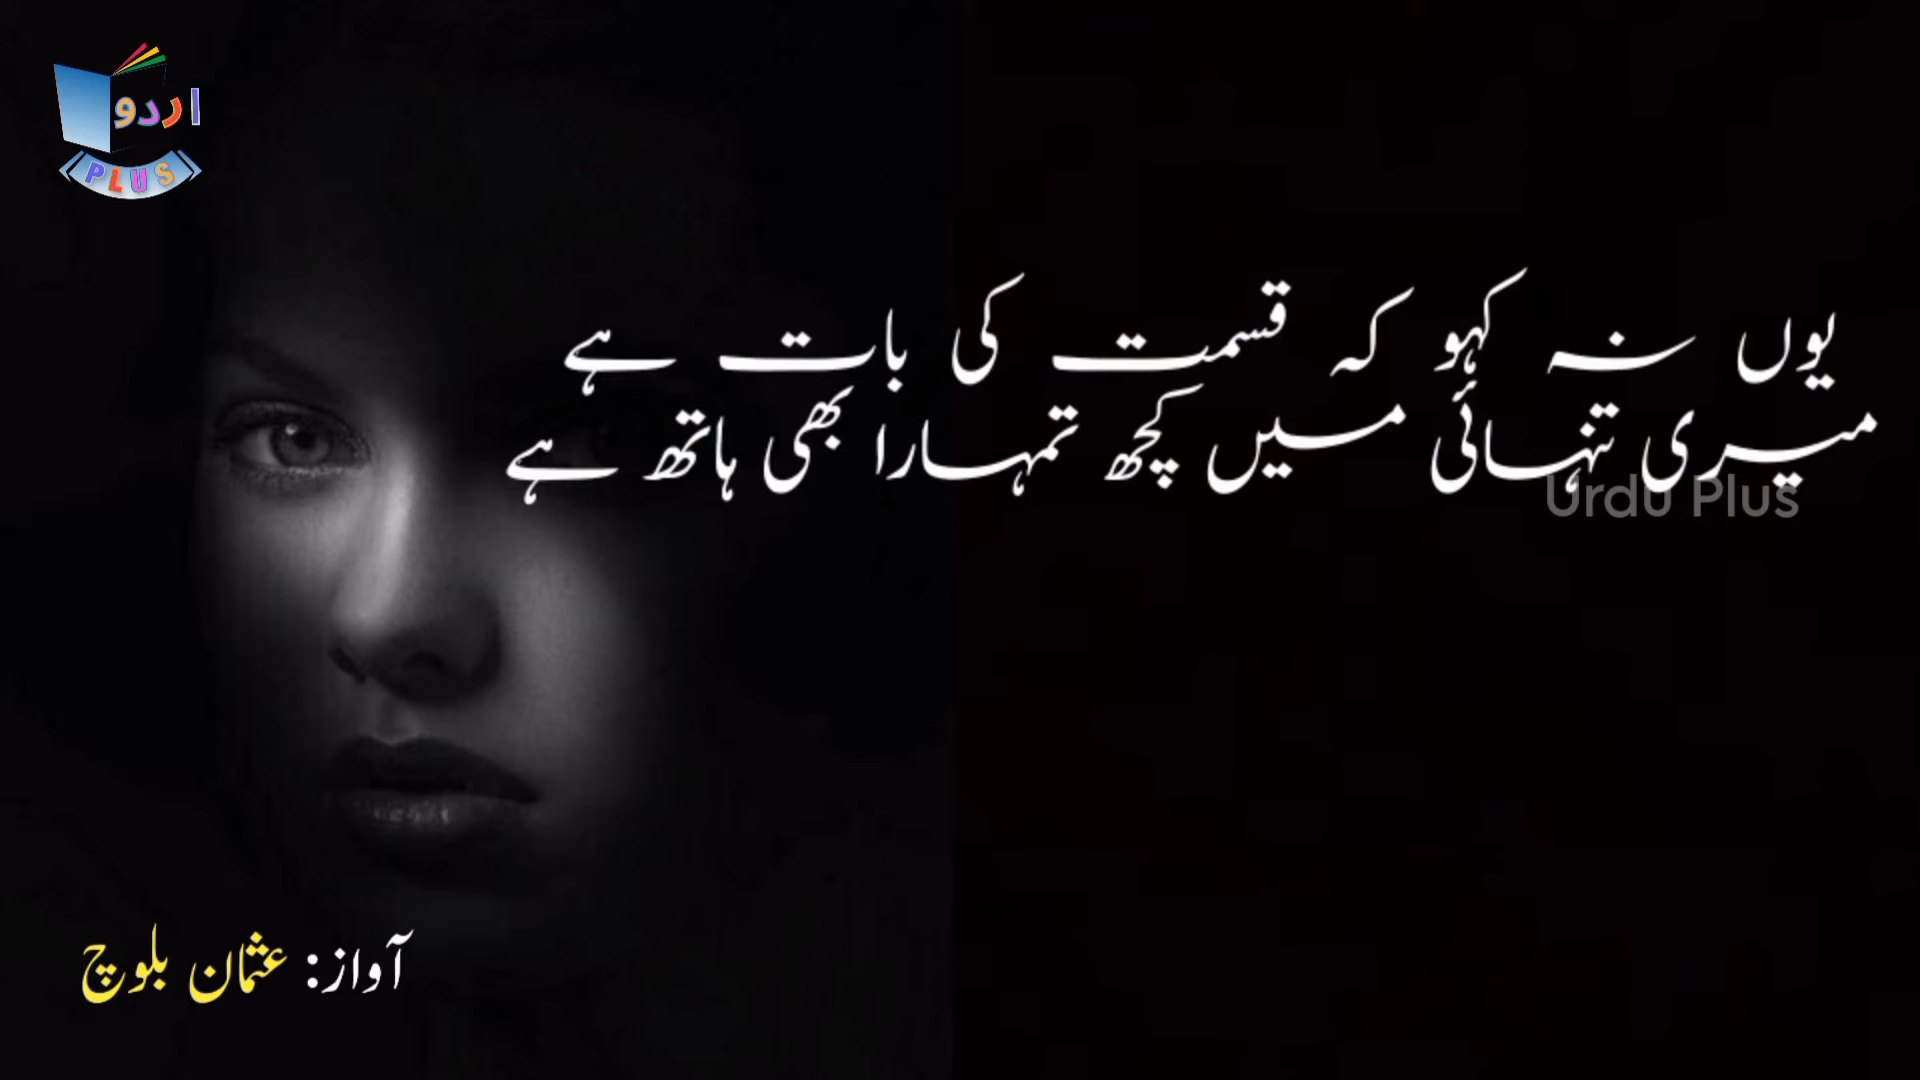 اردو
PLUS
یوں نہ کہو کہ قسمت کی بات ہے
میری تنہائی میں کچھ تمہارا بھی ہاتھ ہے
Urdu Plus
آواز: عثمان بلوچ